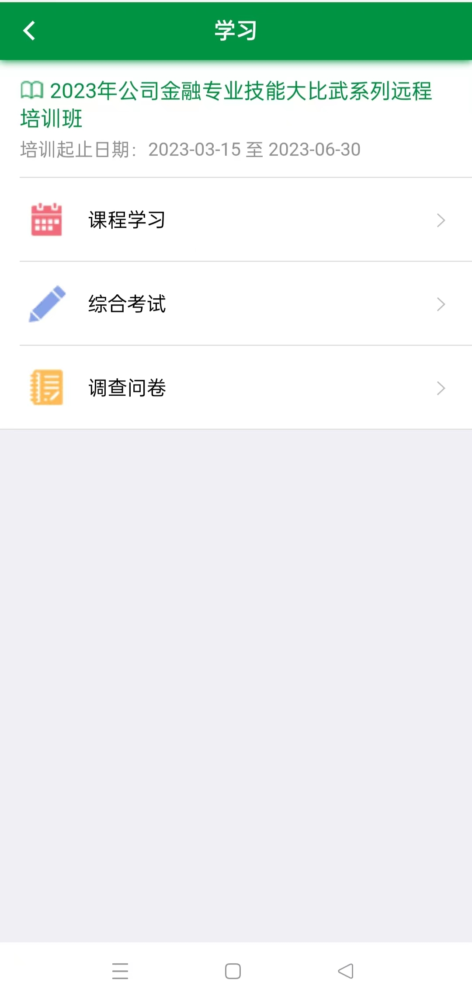 学习
2023年公司金融专业技能大比武系列远程
培训班
培训起止日期：2023-03-15 至 2023-06-30
课程学习
综合考试
调查问卷